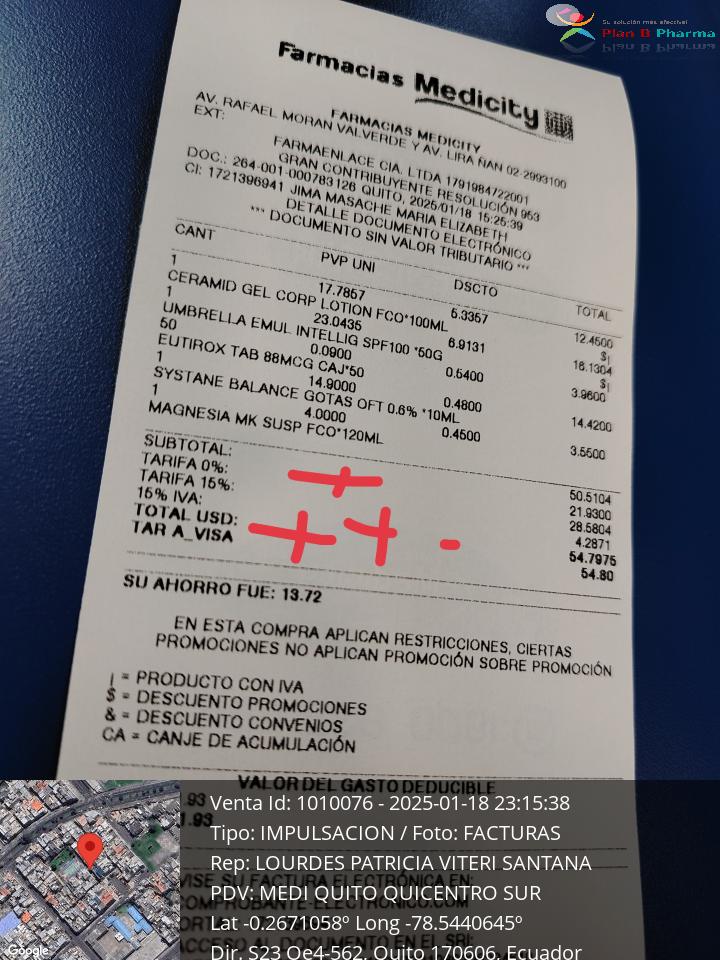 Su solución más efectiva!
Plan B Pharma
Farmacias Medicity
FARMACIAS MEDICITY
AV. RAFAEL MORAN VALVERDE Y AV. LIRA ÑAN 02-2993100
EXT:
FARMAENLACE CIA. LTDA 1791984722001
GRAN CONTRIBUYENTE RESOLUCIÓN 953
DOC.: 264-001-000783126 QUITO, 2025/01/18 15:25:39
CI: 1721396941 JIMA MASACHE MARIA ELIZABETH
DETALLE DOCUMENTO ELECTRÓNICO
*** DOCUMENTO SIN VALOR TRIBUTARIO ***
CANT PVP UNI DSCTO TOTAL
1 17.7857 5.3357 12.4500
CERAMID GEL CORP LOTION FCO*100ML $¡
1 23.0435 6.9131 16.1304
UMBRELLA EMUL INTELLIG SPF100 *50G $¡
50 0.0900 0.5400 3.9600
EUTIROX TAB 88MCG CAJ*50
1 14.9000 0.4800 14.4200
SYSTANE BALANCE GOTAS OFT 0.6% *10ML
1 4.0000 0.4500 3.5500
MAGNESIA MK SUSP FCO*120ML
SUBTOTAL: 50.5104
TARIFA 0%: 21.9300
TARIFA 15%: 28.5804
15% IVA: 4.2871
TOTAL USD: 54.7975
TAR A_VISA 54.80
SU AHORRO FUE: 13.72
EN ESTA COMPRA APLICAN RESTRICCIONES, CIERTAS
PROMOCIONES NO APLICAN PROMOCIÓN SOBRE PROMOCIÓN
¡ = PRODUCTO CON IVA
$ = DESCUENTO PROMOCIONES
& = DESCUENTO CONVENIOS
CA = CANJE DE ACUMULACIÓN
VALOR DEL GASTO DEDUCIBLE
.93
1.93
Venta Id: 1010076 - 2025-01-18 23:15:38
Tipo: IMPULSACION / Foto: FACTURAS
Rep: LOURDES PATRICIA VITERI SANTANA
PDV: MEDI QUITO QUICENTRO SUR
Lat -0.2671058º Long -78.5440645º
Dir. S23 Oe4-562, Quito 170606, Ecuador
Google